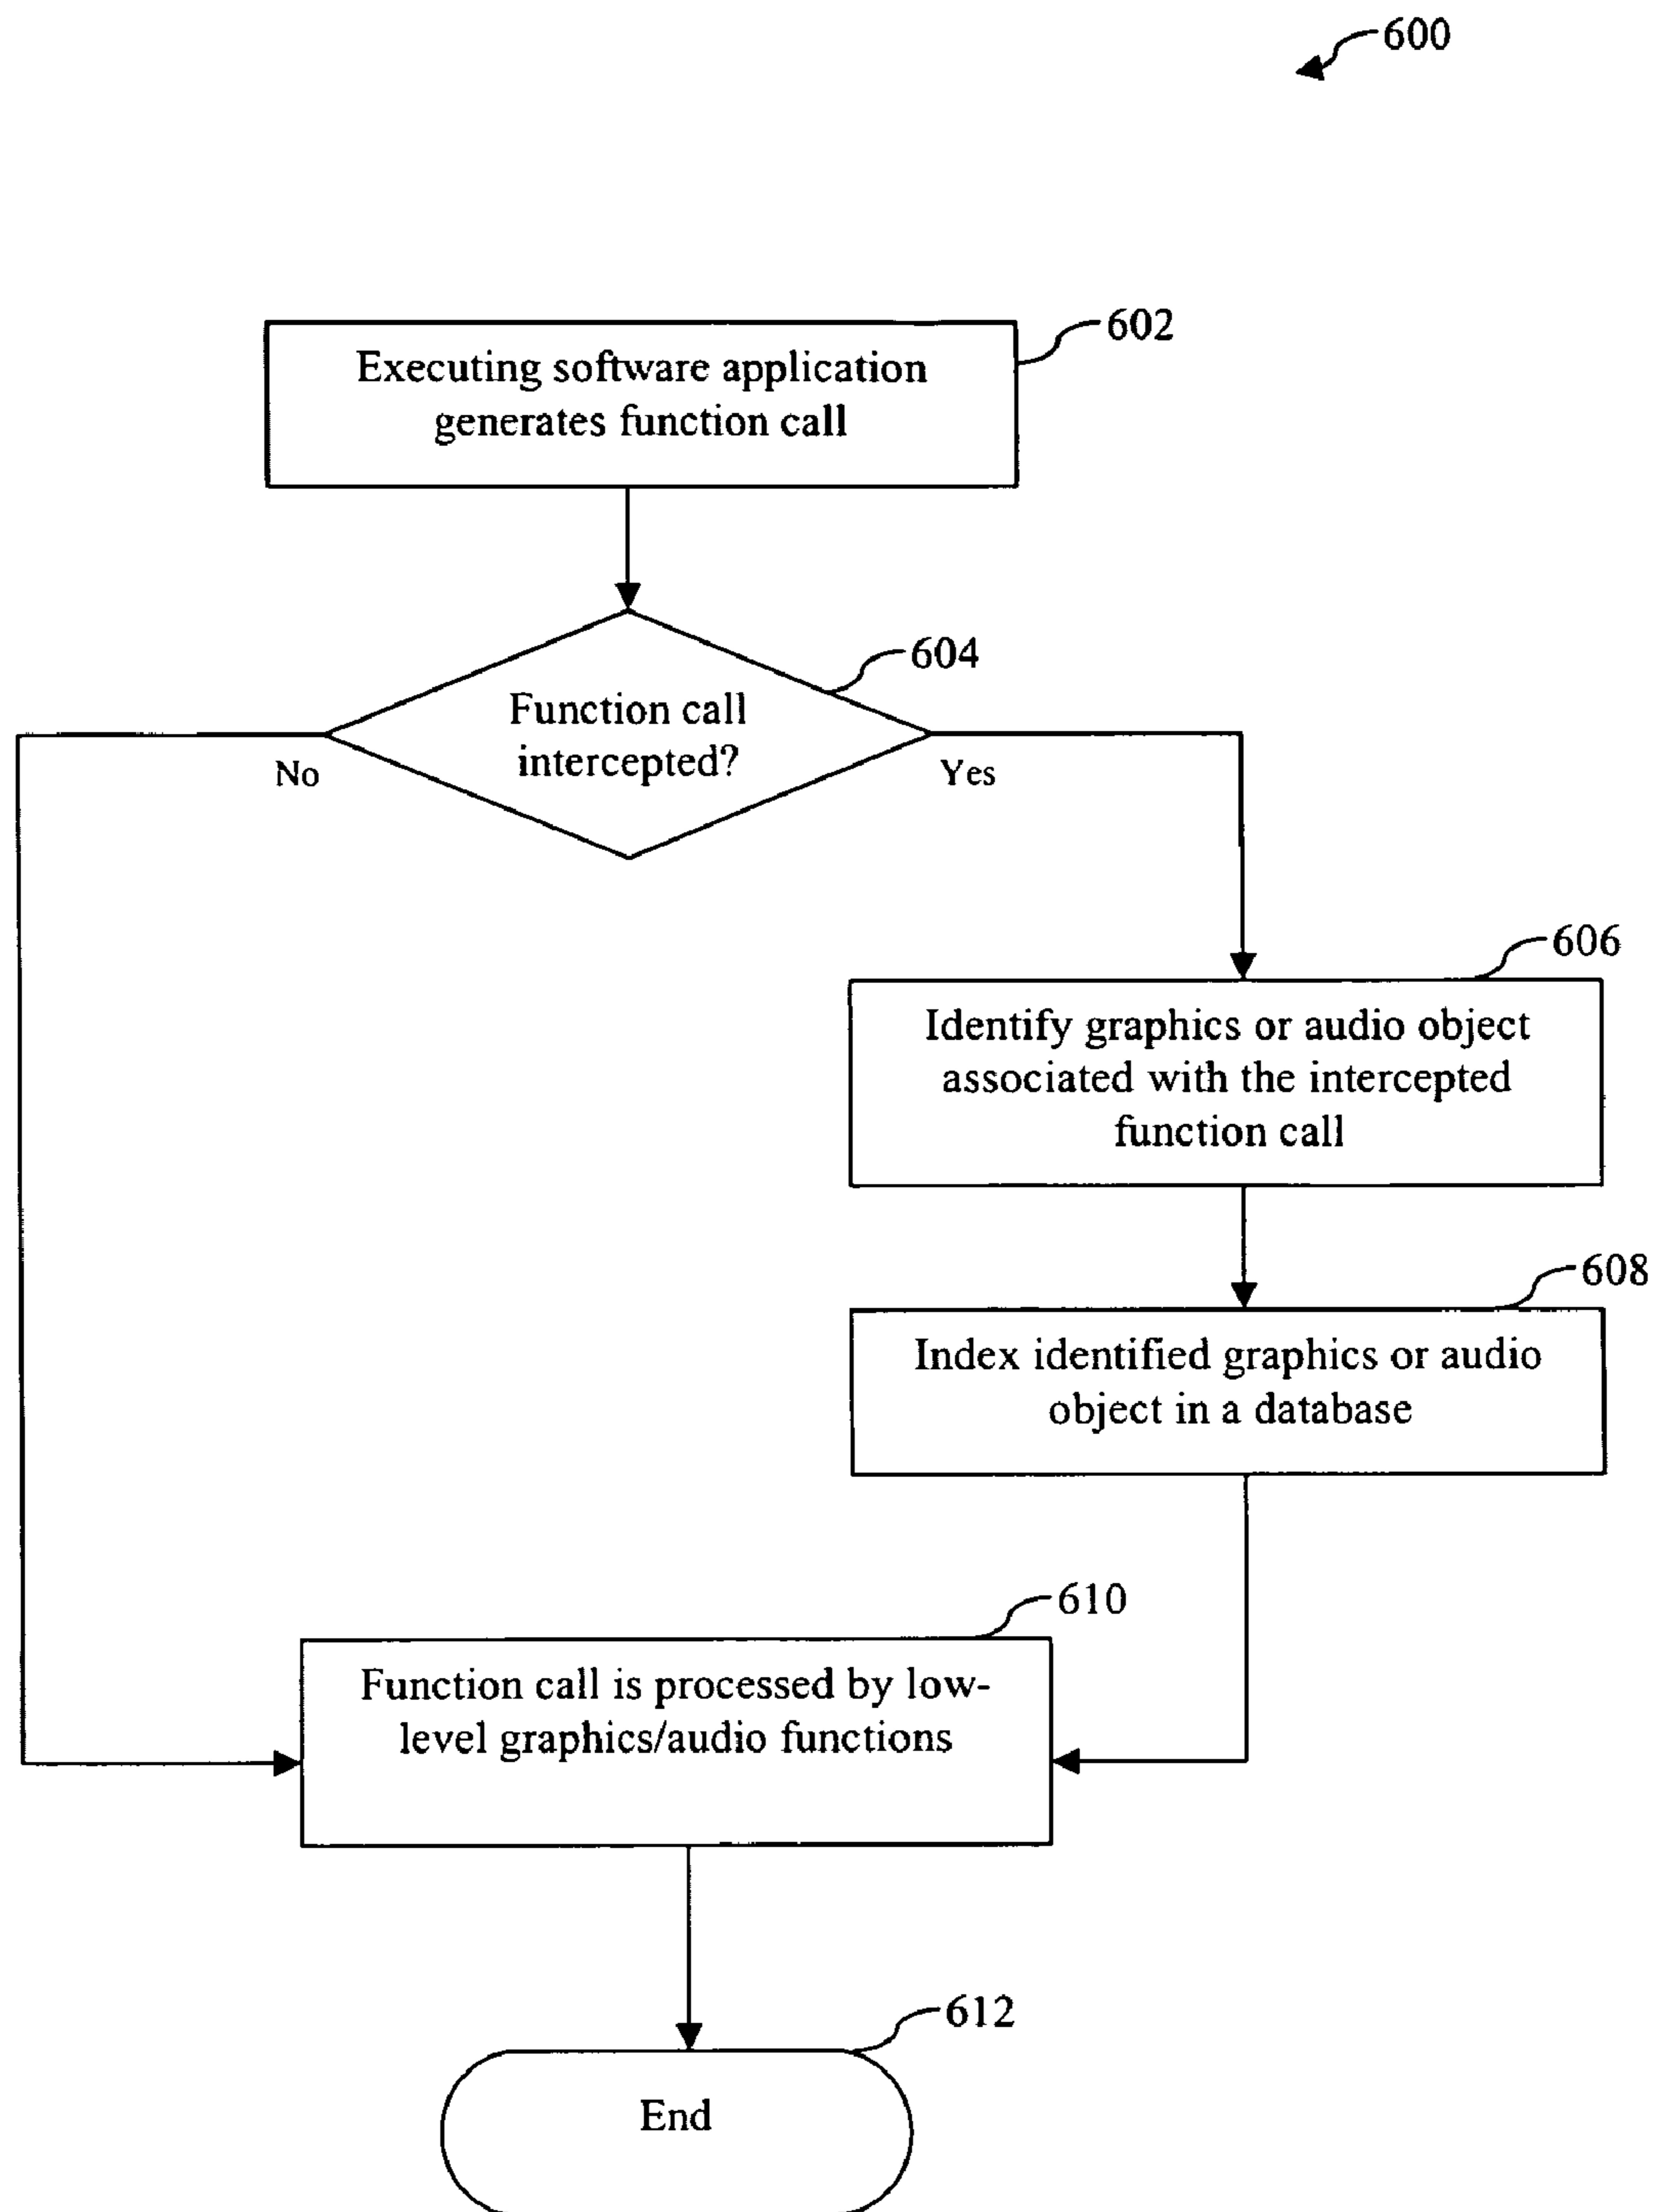 600
602
Executing software application
generates function call
604
Function call
intercepted?
No
Yes
606
Identify graphics or audio object
associated with the intercepted
function call
608
Index identified graphics or audio
object in a database
610
Function call is processed by low-
level graphics/audio functions
612
End